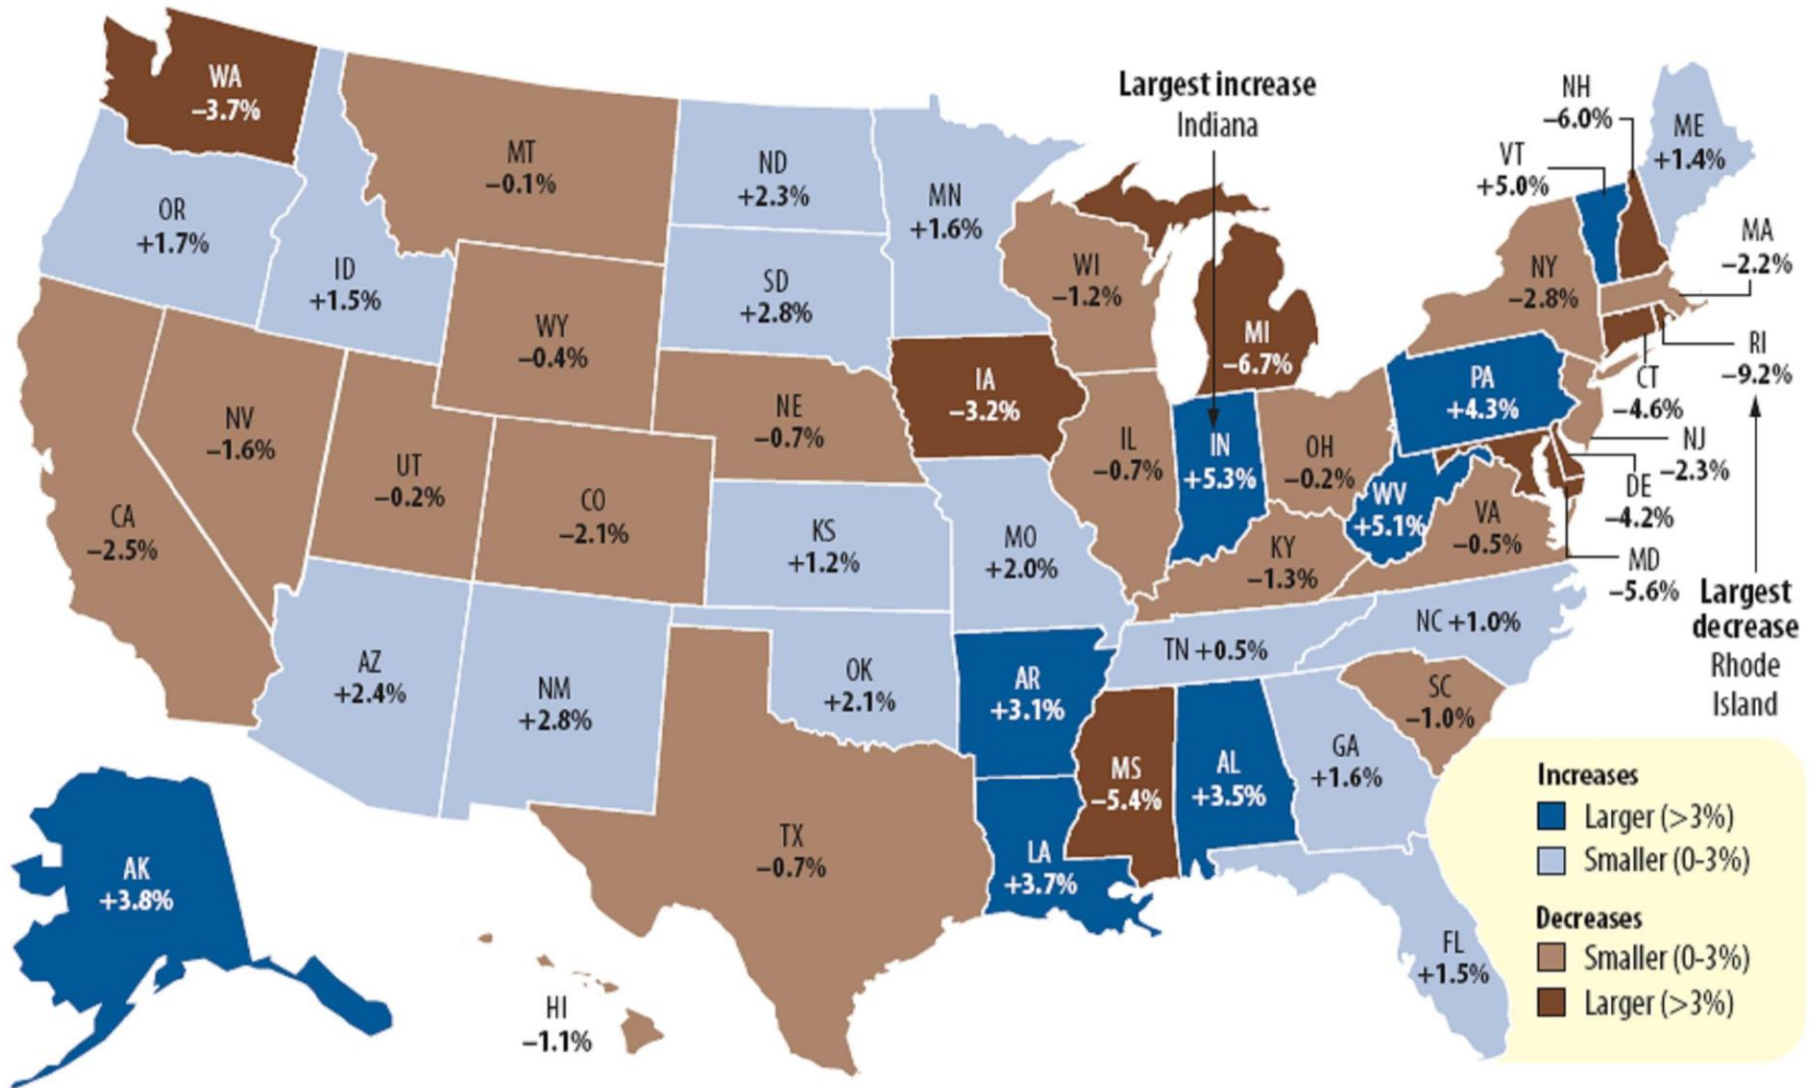 WA
–3.7%
MT
–0.1%
ND
+2.3%
MN
+1.6%
Largest increase
Indiana
NH
–6.0%
VT
+5.0%
ME
+1.4%
OR
+1.7%
ID
+1.5%
WY
–0.4%
SD
+2.8%
WI
–1.2%
MI
–6.7%
NY
–2.8%
MA
–2.2%
RI
–9.2%
CT
–4.6%
NJ
–2.3%
DE
–4.2%
MD
–5.6%
Largest
decrease
Rhode
Island
CA
–2.5%
NV
–1.6%
UT
–0.2%
CO
–2.1%
NE
–0.7%
IA
–3.2%
IL
–0.7%
IN
+5.3%
OH
–0.2%
PA
+4.3%
WV
+5.1%
VA
–0.5%
KS
+1.2%
MO
+2.0%
KY
–1.3%
NC +1.0%
TN +0.5%
AZ
+2.4%
NM
+2.8%
OK
+2.1%
AR
+3.1%
SC
–1.0%
MS
–5.4%
AL
+3.5%
GA
+1.6%
TX
–0.7%
LA
+3.7%
FL
+1.5%
AK
+3.8%
HI
–1.1%
Increases
Larger (>3%)
Smaller (0-3%)
Decreases
Smaller (0-3%)
Larger (>3%)